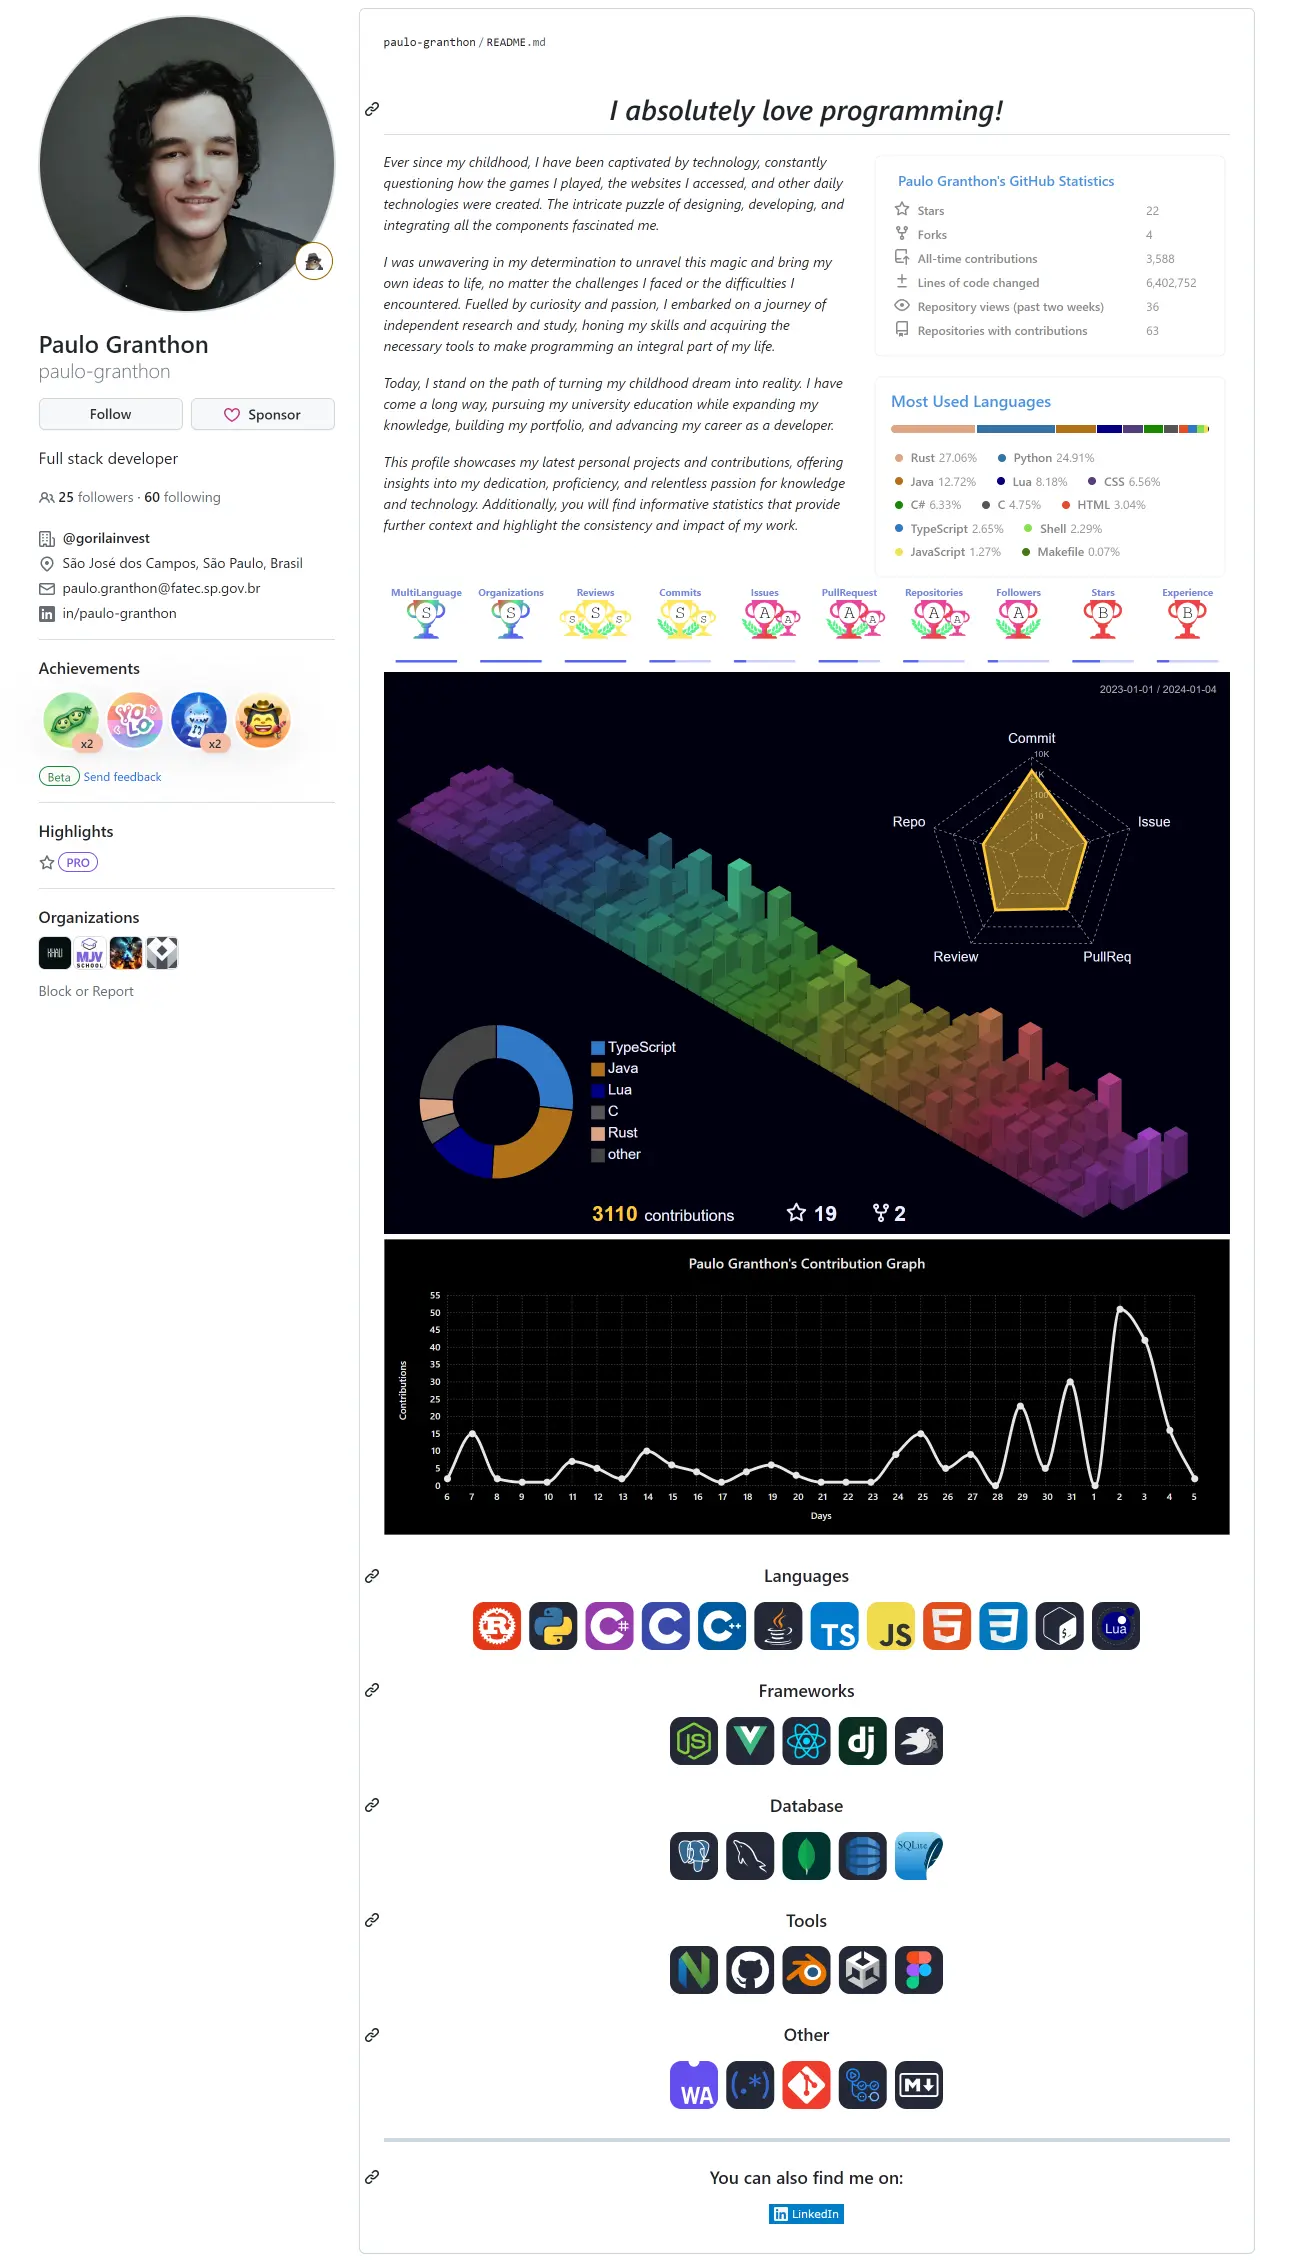 Paulo Granthon
paulo-granthon
Follow
Sponsor
Full stack developer
25 followers · 60 following
@gorilainvest
São José dos Campos, São Paulo, Brasil
paulo.granthon@fatec.sp.gov.br
in/paulo-granthon
Achievements
YOLO
x2
x2
Beta Send feedback
Highlights
PRO
Organizations
MJV
SCHOOL
Block or Report
paulo-granthon / README.md
I absolutely love programming!
Ever since my childhood, I have been captivated by technology, constantly
questioning how the games I played, the websites I accessed, and other daily
technologies were created. The intricate puzzle of designing, developing, and
integrating all the components fascinated me.
I was unwavering in my determination to unravel this magic and bring my
own ideas to life, no matter the challenges I faced or the difficulties I
encountered. Fuelled by curiosity and passion, I embarked on a journey of
independent research and study, honing my skills and acquiring the
necessary tools to make programming an integral part of my life.
Today, I stand on the path of turning my childhood dream into reality. I have
come a long way, pursuing my university education while expanding my
knowledge, building my portfolio, and advancing my career as a developer.
This profile showcases my latest personal projects and contributions, offering
insights into my dedication, proficiency, and relentless passion for knowledge
and technology. Additionally, you will find informative statistics that provide
further context and highlight the consistency and impact of my work.
Paulo Granthon's GitHub Statistics
Stars 22
Forks 4
All-time contributions 3,588
Lines of code changed 6,402,752
Repository views (past two weeks) 36
Repositories with contributions 63
Most Used Languages
Rust 27.06% Python 24.91%
Java 12.72% Lua 8.18% CSS 6.56%
C# 6.33% C 4.75% HTML 3.04%
TypeScript 2.65% Shell 2.29%
JavaScript 1.27% Makefile 0.07%
MultiLanguage Organizations Reviews Commits Issues PullRequest Repositories Followers Stars Experience
S S S S S S S A A A A A A A B B
2023-01-01 / 2024-01-04
Commit
10K
1K
100
10
1
Repo
Issue
Review
PullReq
TypeScript
Java
Lua
C
Rust
other
3110 contributions 19 2
Paulo Granthon's Contribution Graph
Contributions
55
50
45
40
35
30
25
20
15
10
5
0
6 7 8 9 10 11 12 13 14 15 16 17 18 19 20 21 22 23 24 25 26 27 28 29 30 31 1 2 3 4 5
Days
Languages
R C# C C++ TS JS 5 3 $_ Lua
Frameworks
JS dj
Database
SQLite
Tools
Other
WA (.*) M
You can also find me on:
in LinkedIn